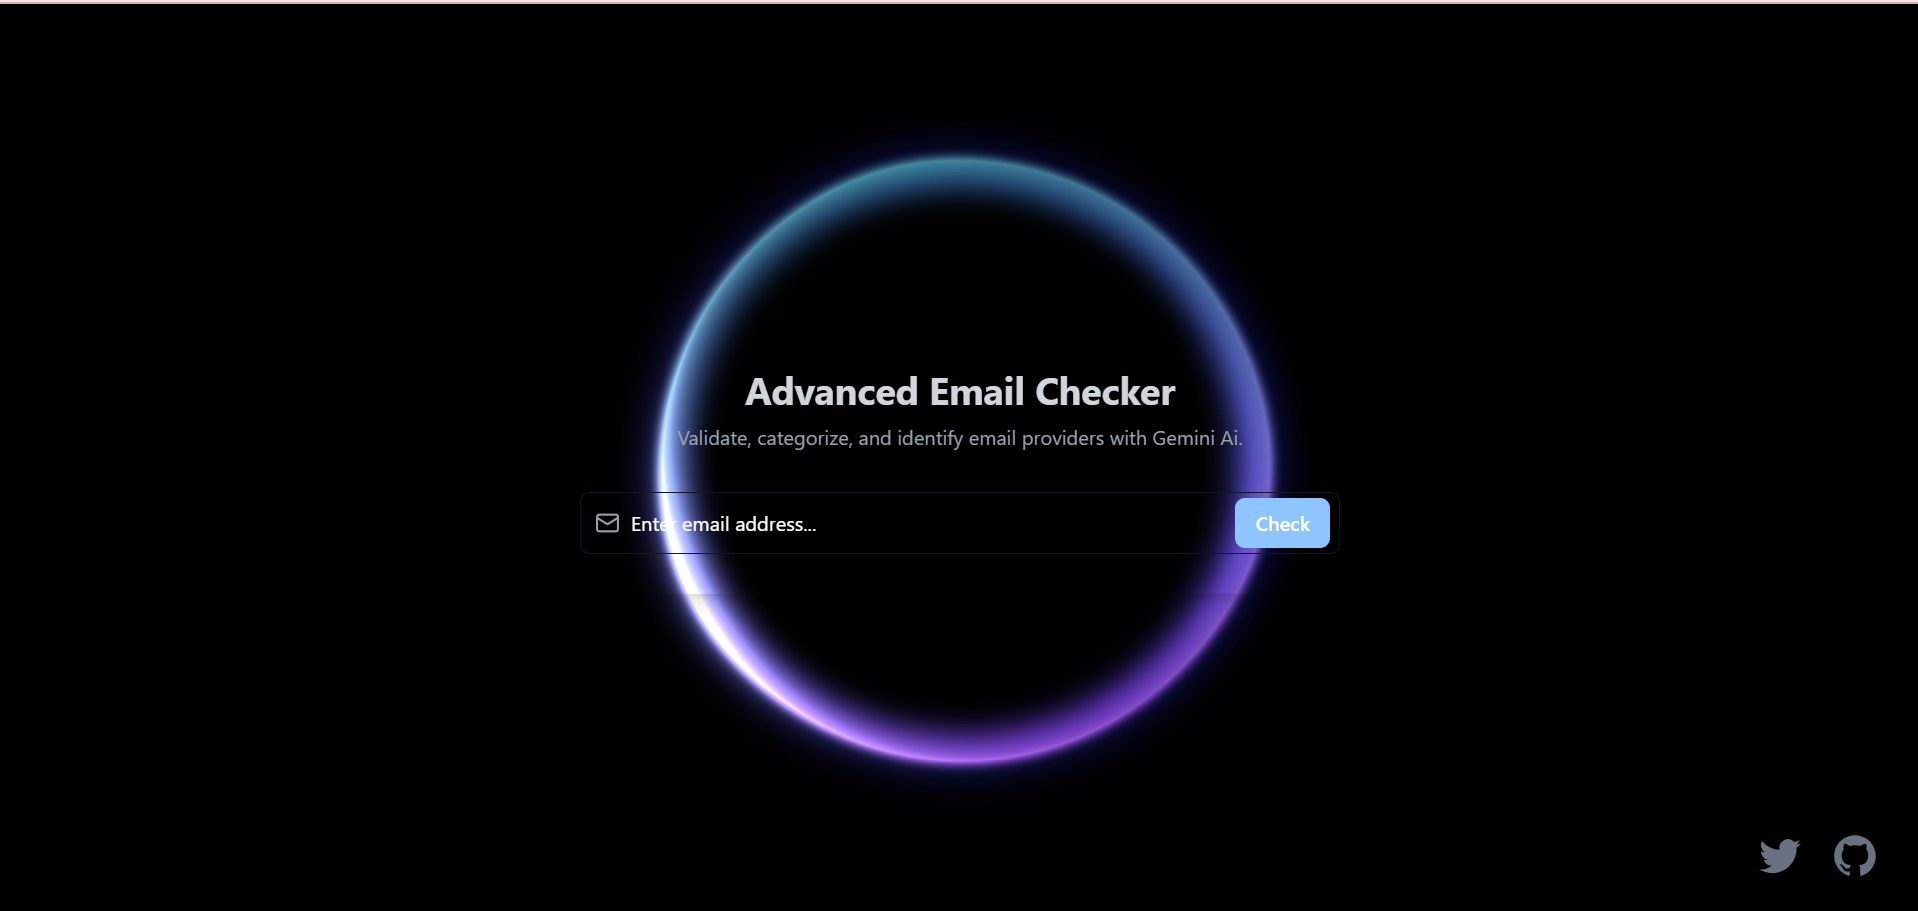 Advanced Email Checker
Validate, categorize, and identify email providers with Gemini Ai.
Enter email address...
Check